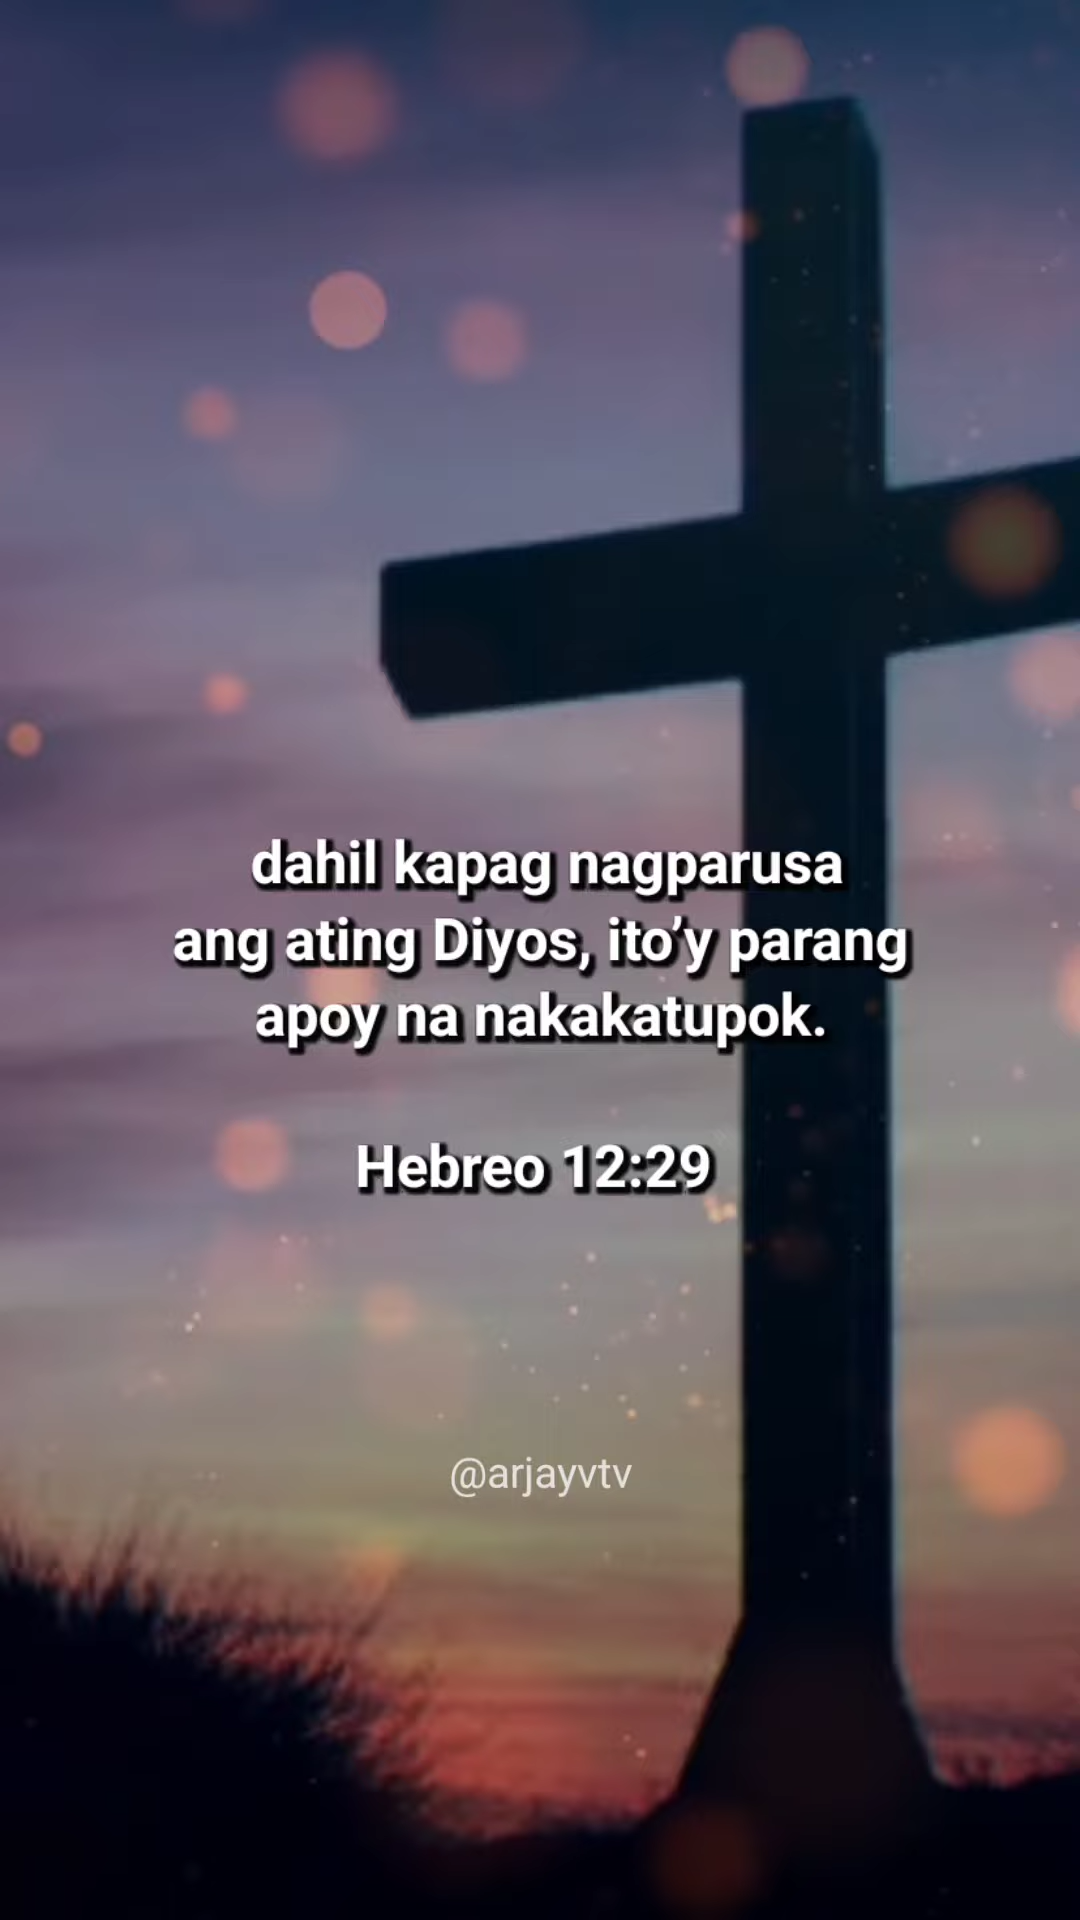 dahil kapag nagparusa
ang ating Diyos, ito’y parang
apoy na nakakatupok.
Hebreo 12:29
@arjayvtv